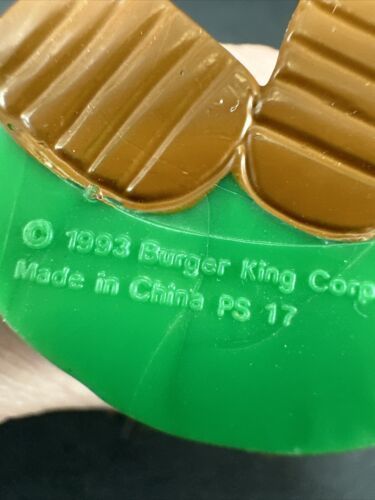 © 1993 Burger King Corp
Made in China PS 17